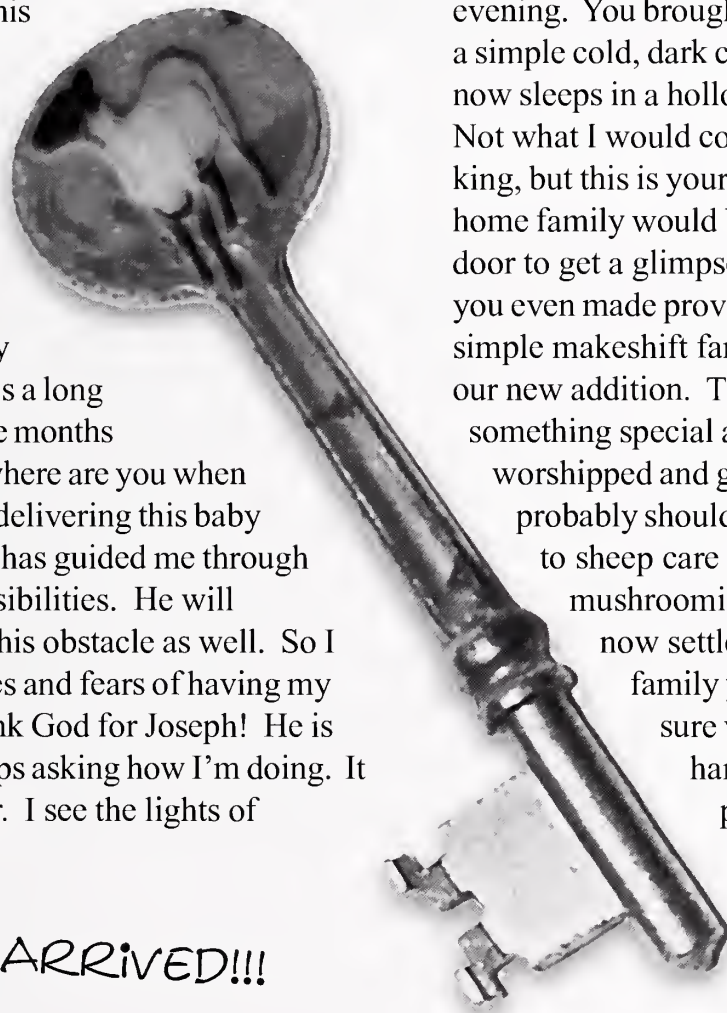 his
y
s a long
e months
where are you when
delivering this baby
has guided me through
sibilities. He will
his obstacle as well. So I
es and fears of having my
nk God for Joseph! He is
ps asking how I'm doing. It
r. I see the lights of
ARRiVED!!!
evening. You brough
a simple cold, dark c
now sleeps in a hollo
Not what I would co
king, but this is your
home family would
door to get a glimpse
you even made prov
simple makeshift far
our new addition. T
something special a
worshipped and g
probably should
to sheep care
mushroomi
now settle
family
sure
har
p